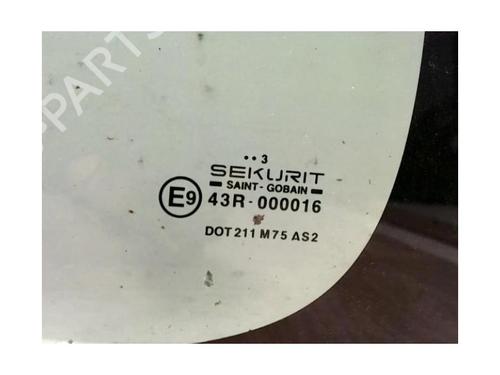 PARTS
•• 3
SEKURIT
SAINT-GOBAIN
E9 43R-000016
DOT 211 M75 AS2